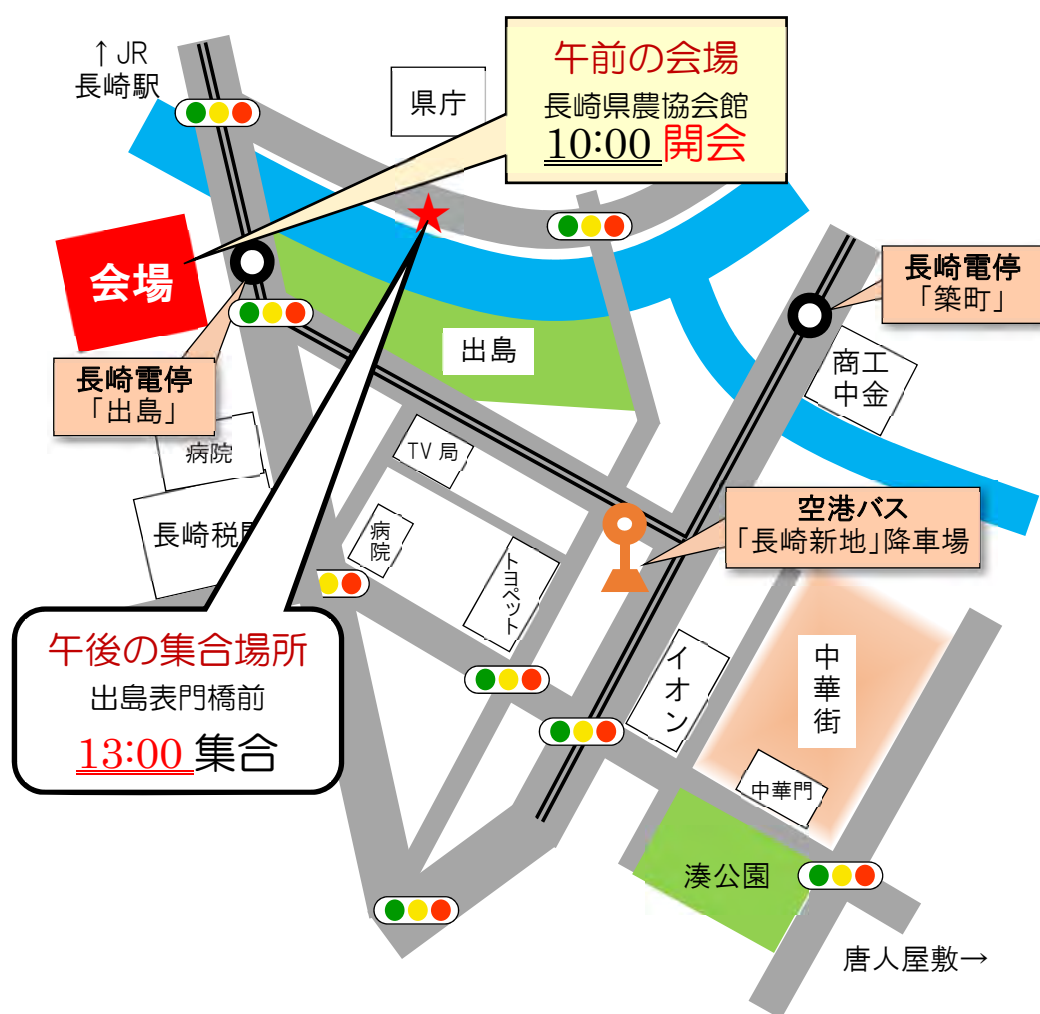 ↑JR
長崎駅
県庁
午前の会場
長崎県農協会館
10:00 開会
会場
長崎電停
「築町」
出島
商工
中金
長崎電停
「出島」
病院
TV 局
長崎税
空港バス
「長崎新地」降車場
病院
トヨペット
午後の集合場所
出島表門橋前
13:00 集合
イオン
中華街
中華門
湊公園
唐人屋敷→